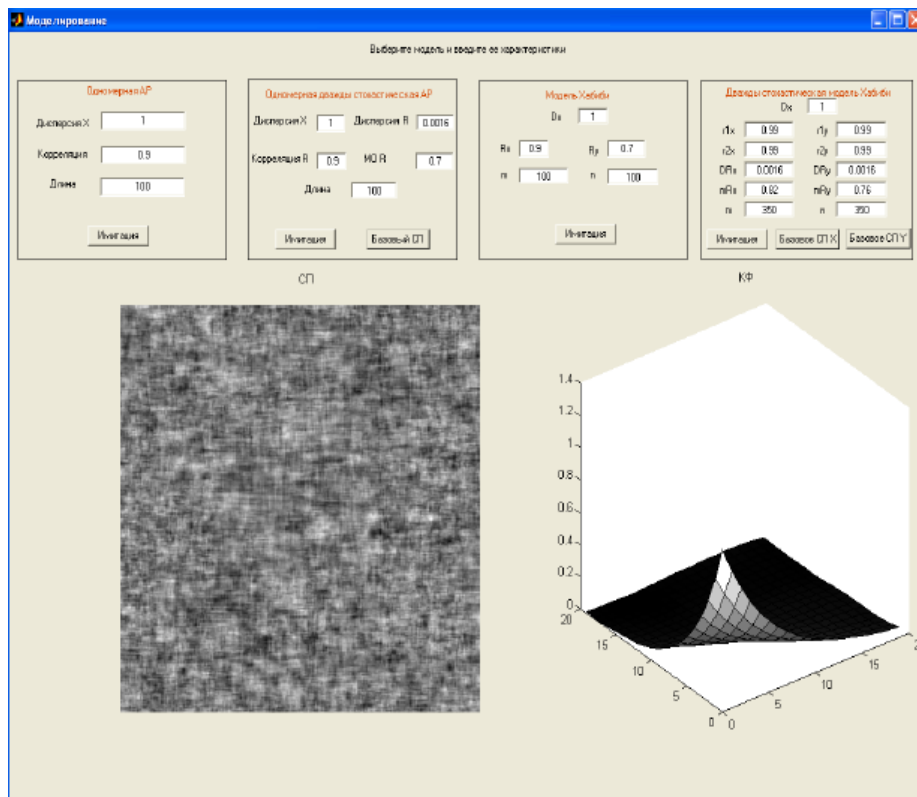 Моделирование
Выберите модель и введите ее характеристики
Одномерная АР
Дисперсия X 1
Корреляция 0.9
Длина 100
Имитация
Одномерная дважды стохастическая АР
Дисперсия X 1 Дисперсия R 0.0016
Корреляция R 0.9 МО R 0.7
Длина 100
Имитация Базовый СП
Модель Хабиби
Dx 1
Rx 0.9 Ry 0.7
m 100 n 100
Имитация
Дважды стохастическая модель Хабиби
Dx 1
r1x 0.99 r1y 0.99
r2x 0.99 r2y 0.99
DRx 0.0016 DRy 0.0016
mRx 0.82 mRy 0.76
m 350 n 350
Имитация Базовое СП X Базовое СП Y
СП
КФ
1.4
1.2
1
0.8
0.6
0.4
0.2
0
20
15
10
5
0
0
5
10
15
2